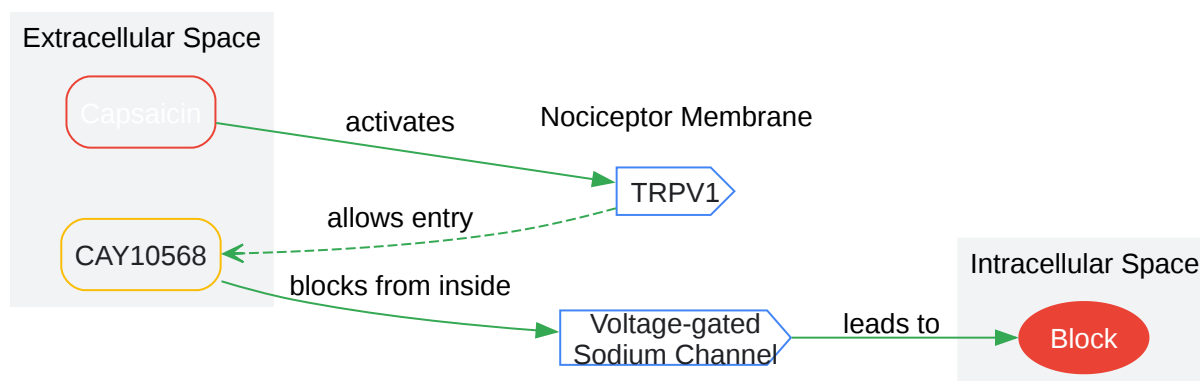 Extracellular Space
Capsaicin
activates
Nociceptor Membrane
TRPV1
allows entry
CAY10568
blocks from inside
Voltage-gated
Sodium Channel
leads to
Intracellular Space
Block